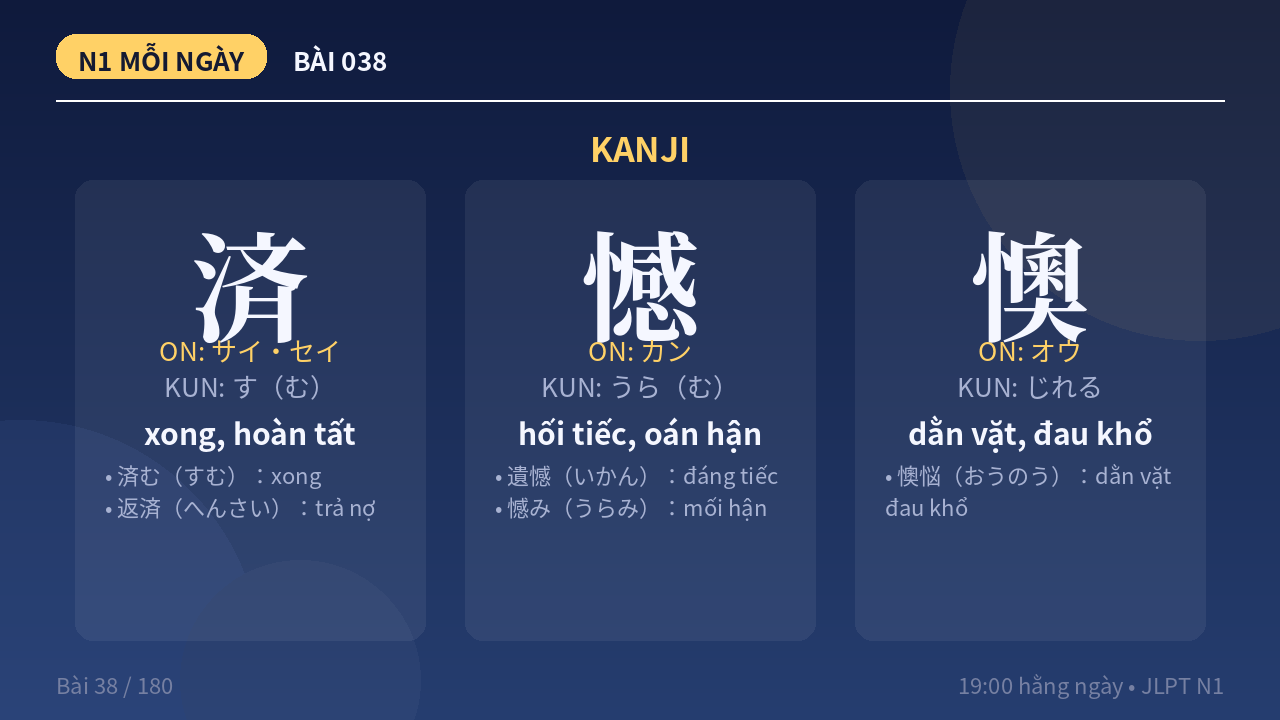 N1 MỖI NGÀY
BÀI 038
KANJI
済
ON: サイ・セイ
KUN: す（む）
xong, hoàn tất
• 済む（すむ）：xong
• 返済（へんさい）：trả nợ
憾
ON: カン
KUN: うら（む）
hối tiếc, oán hận
• 遺憾（いかん）：đáng tiếc
• 憾み（うらみ）：mối hận
懊
ON: オウ
KUN: じれる
dằn vặt, đau khổ
• 懊悩（おうのう）：dằn vặt
đau khổ
Bài 38 / 180
19:00 hằng ngày • JLPT N1